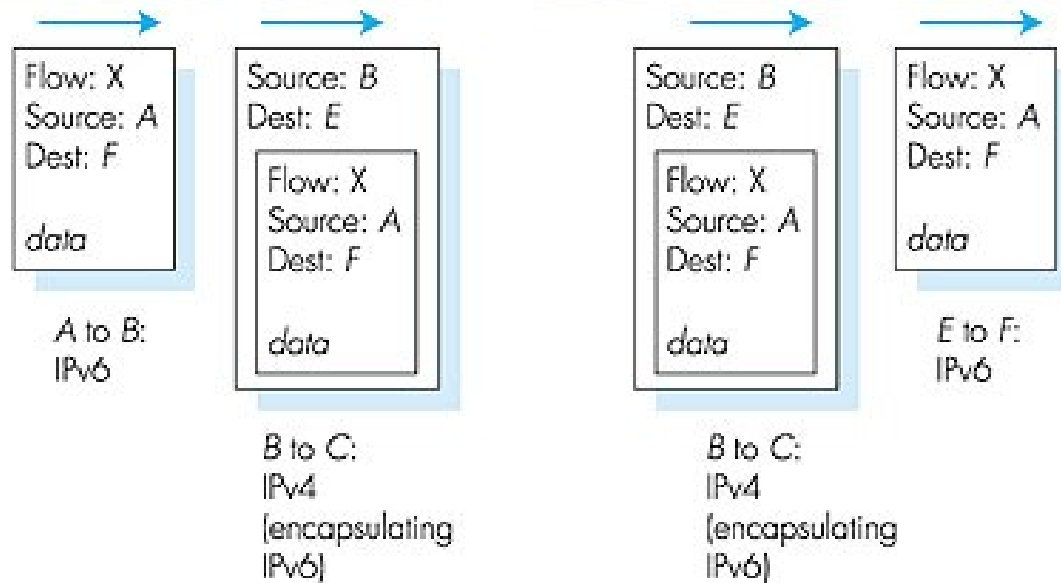 Flow: X
Source: A
Dest: F
data
A to B:
IPv6
Source: B
Dest: E
Flow: X
Source: A
Dest: F
data
B to C:
IPv4
(encapsulating
IPv6)
Source: B
Dest: E
Flow: X
Source: A
Dest: F
data
B to C:
IPv4
(encapsulating
IPv6)
Flow: X
Source: A
Dest: F
data
E to F:
IPv6